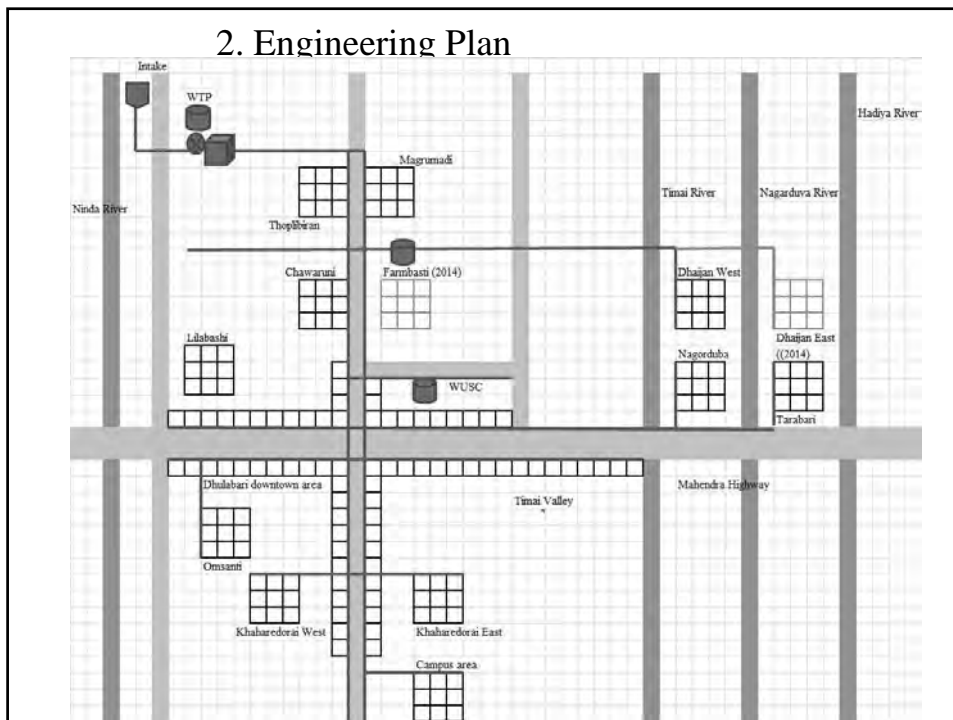 2. Engineering Plan
Intake
WTP
Hadiya River
Magrumadi
Ninda River
Timai River
Nagarduva River
Thoplibiran
Chawaruni
Farmbasti (2014)
Dhaijan West
Lilabashi
Nagorduba
Dhaijan East
((2014)
WUSC
Tarabari
Dhulabari downtown area
Mahendra Highway
Timai Valley
Omsanti
Khaharedorai West
Khaharedorai East
Campus area